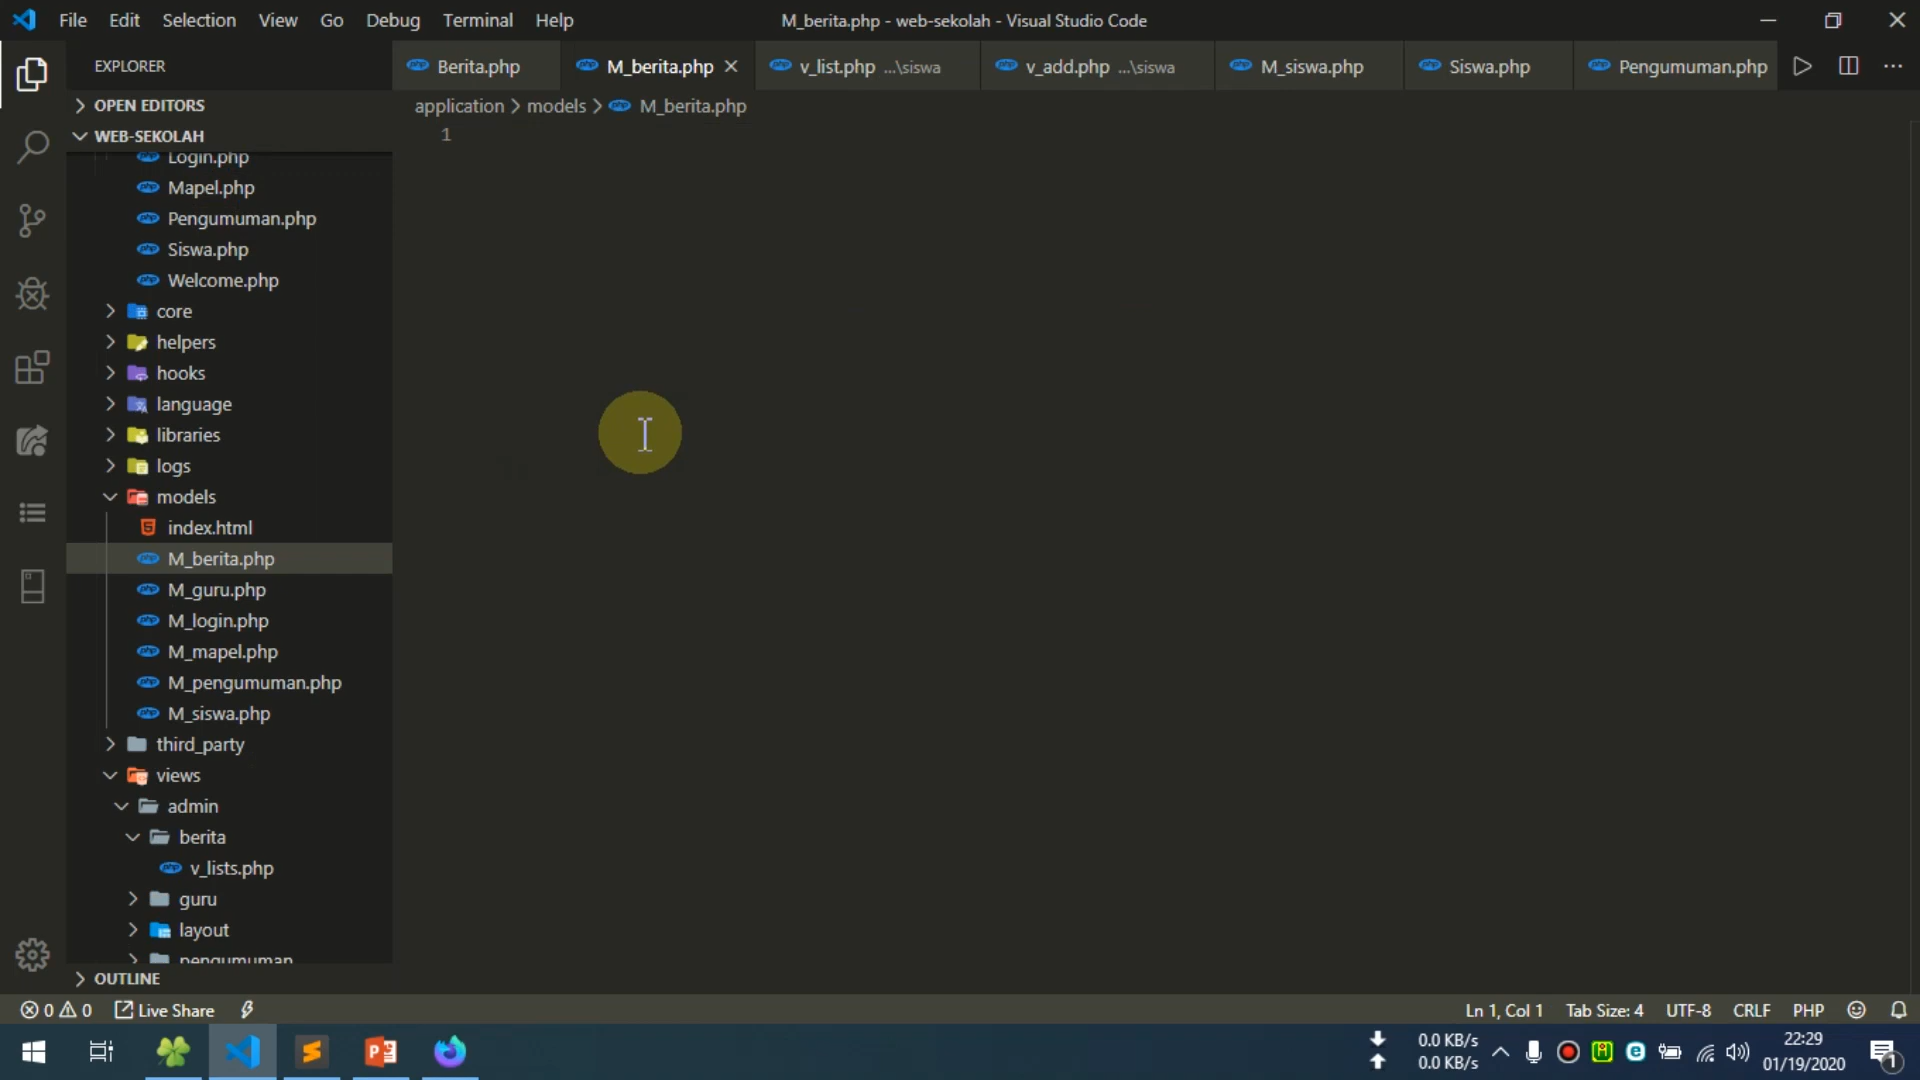 File Edit Selection View Go Debug Terminal Help
M_berita.php - web-sekolah - Visual Studio Code
EXPLORER
Berita.php
M_berita.php
v_list.php ...\siswa
v_add.php ...\siswa
M_siswa.php
Siswa.php
Pengumuman.php
OPEN EDITORS
WEB-SEKOLAH
application > models > M_berita.php
1
Login.php
Mapel.php
Pengumuman.php
Siswa.php
Welcome.php
core
helpers
hooks
language
libraries
logs
models
index.html
M_berita.php
M_guru.php
M_login.php
M_mapel.php
M_pengumuman.php
M_siswa.php
third_party
views
admin
berita
v_lists.php
guru
layout
pengumuman
OUTLINE
0 0 Live Share
Ln 1, Col 1 Tab Size: 4 UTF-8 CRLF PHP
0.0 KB/s
0.0 KB/s
22:29
01/19/2020
1